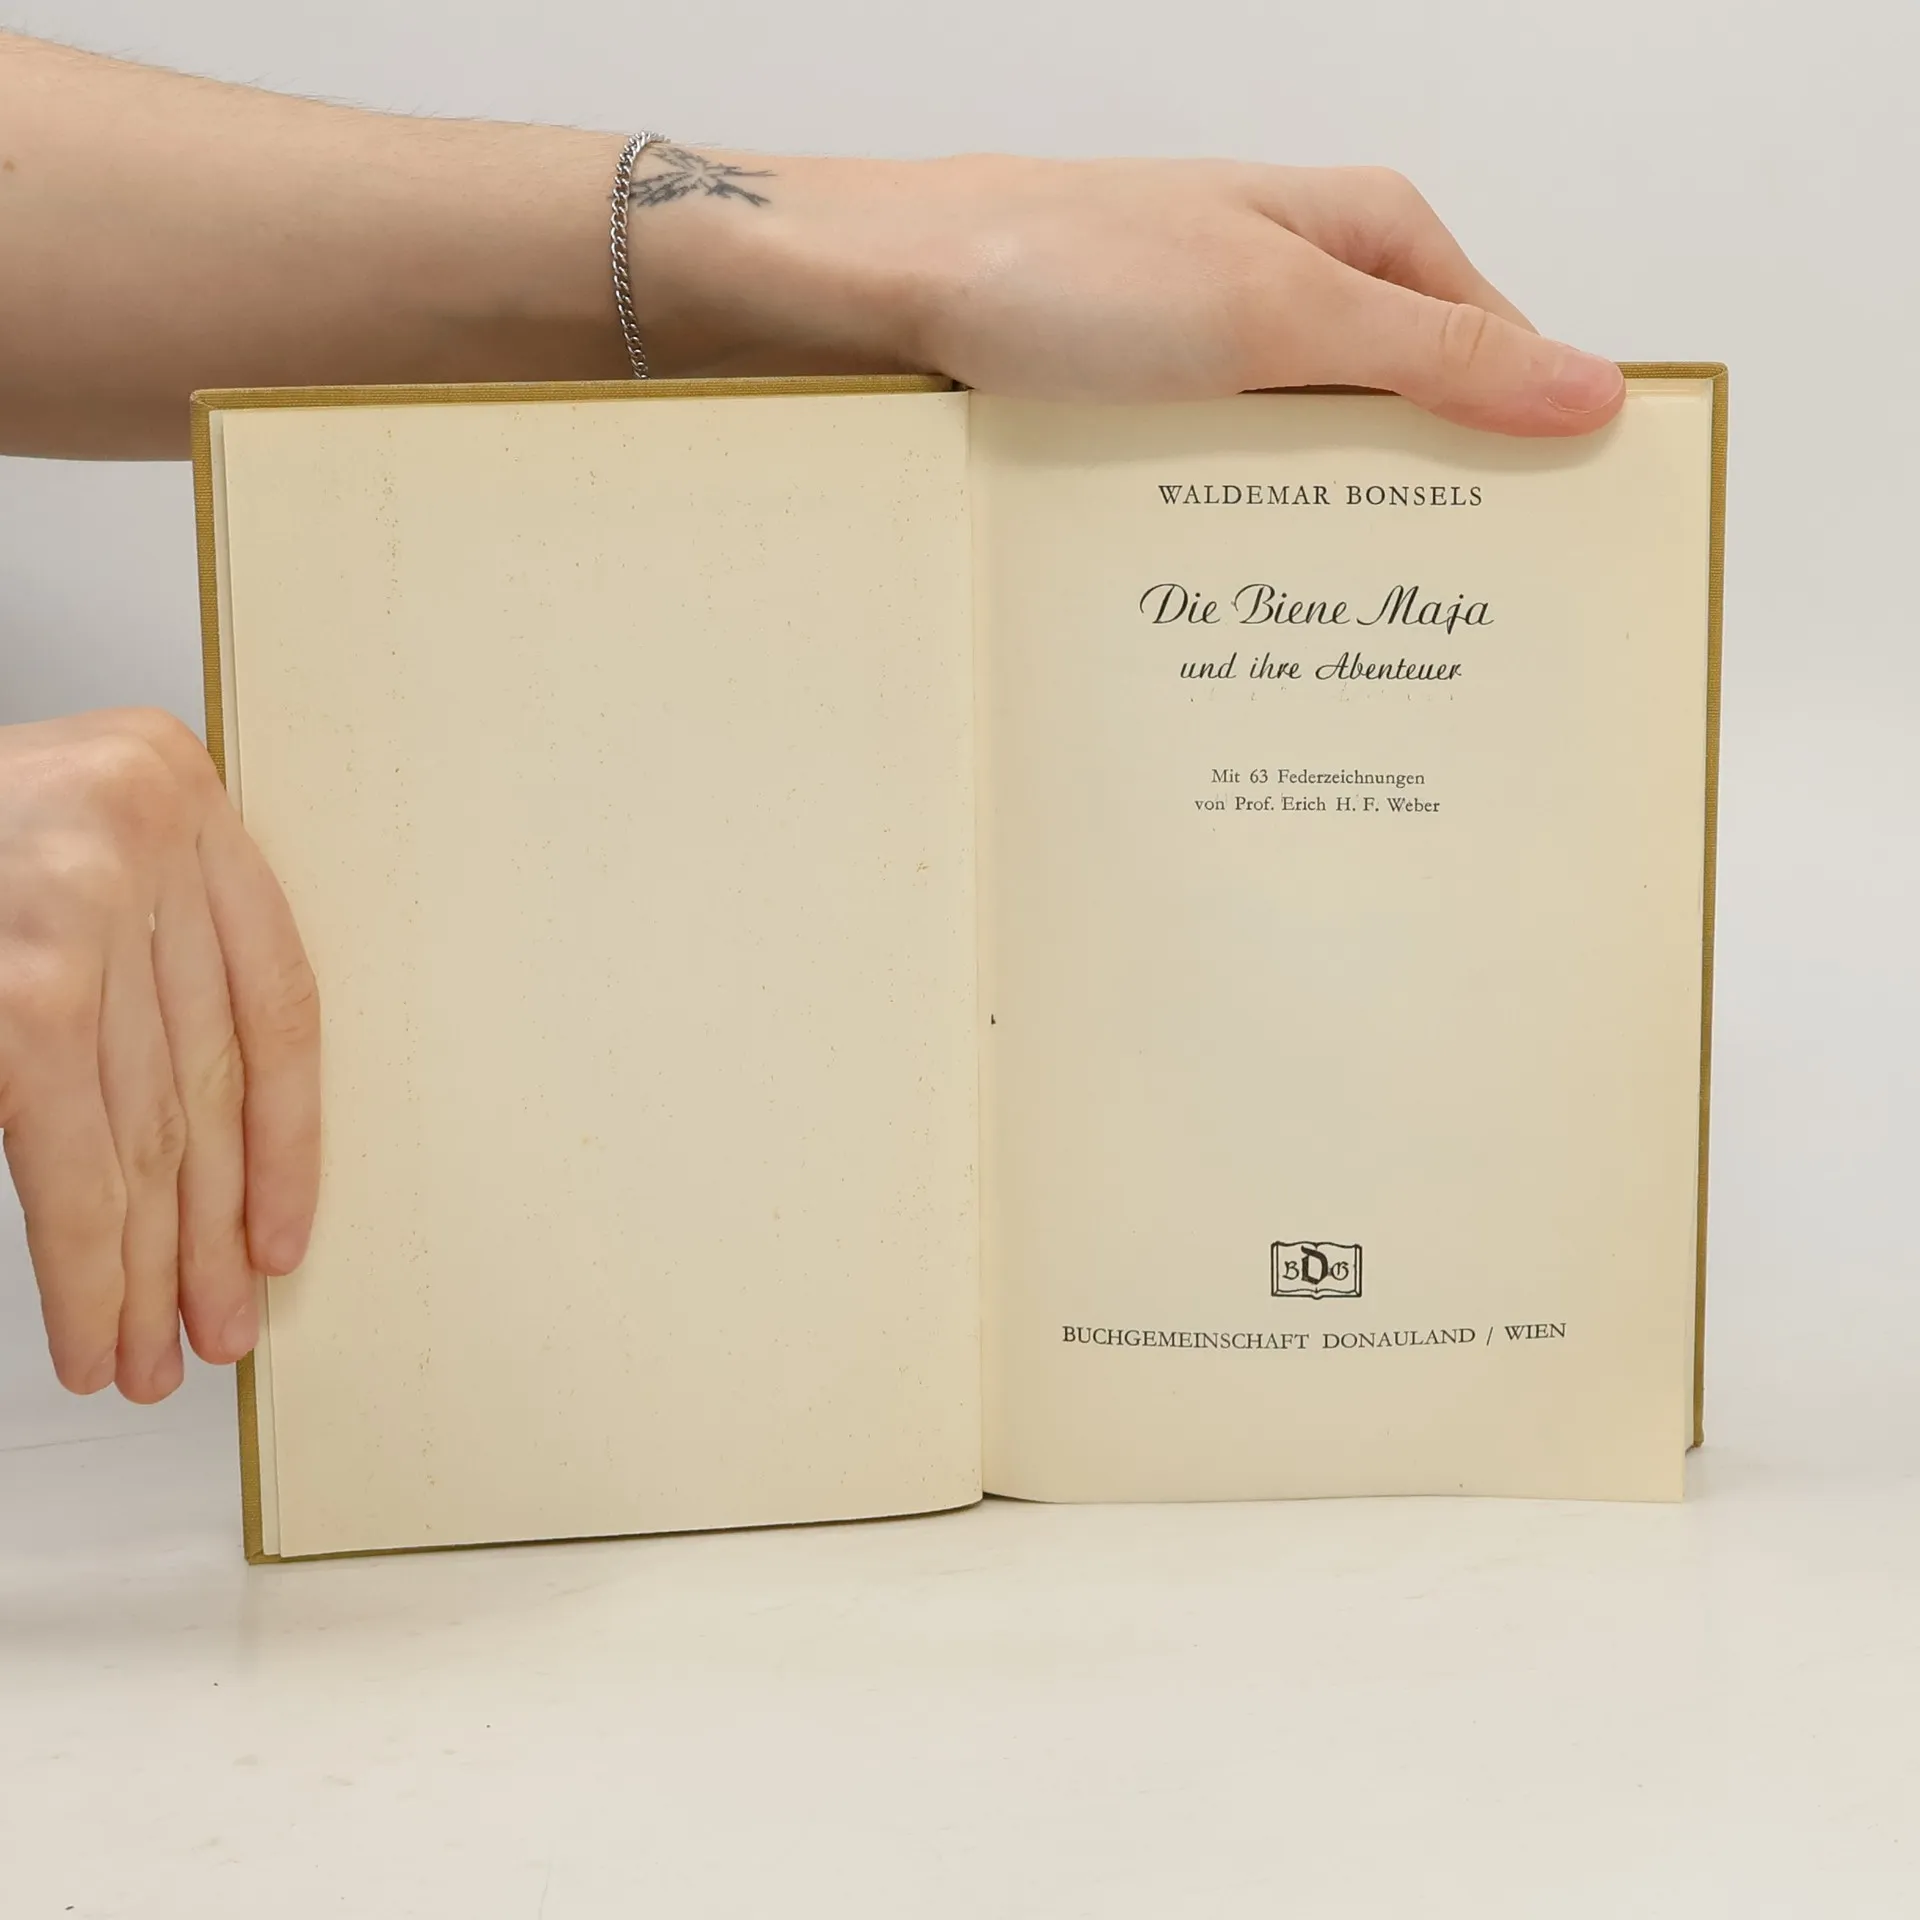 WALDEMAR BONSELS
Die Biene Maja
und ihre Abenteuer
Mit 63 Federzeichnungen
von Prof. Erich H. F. Weber
BDG
BUCHGEMEINSCHAFT DONAULAND / WIEN